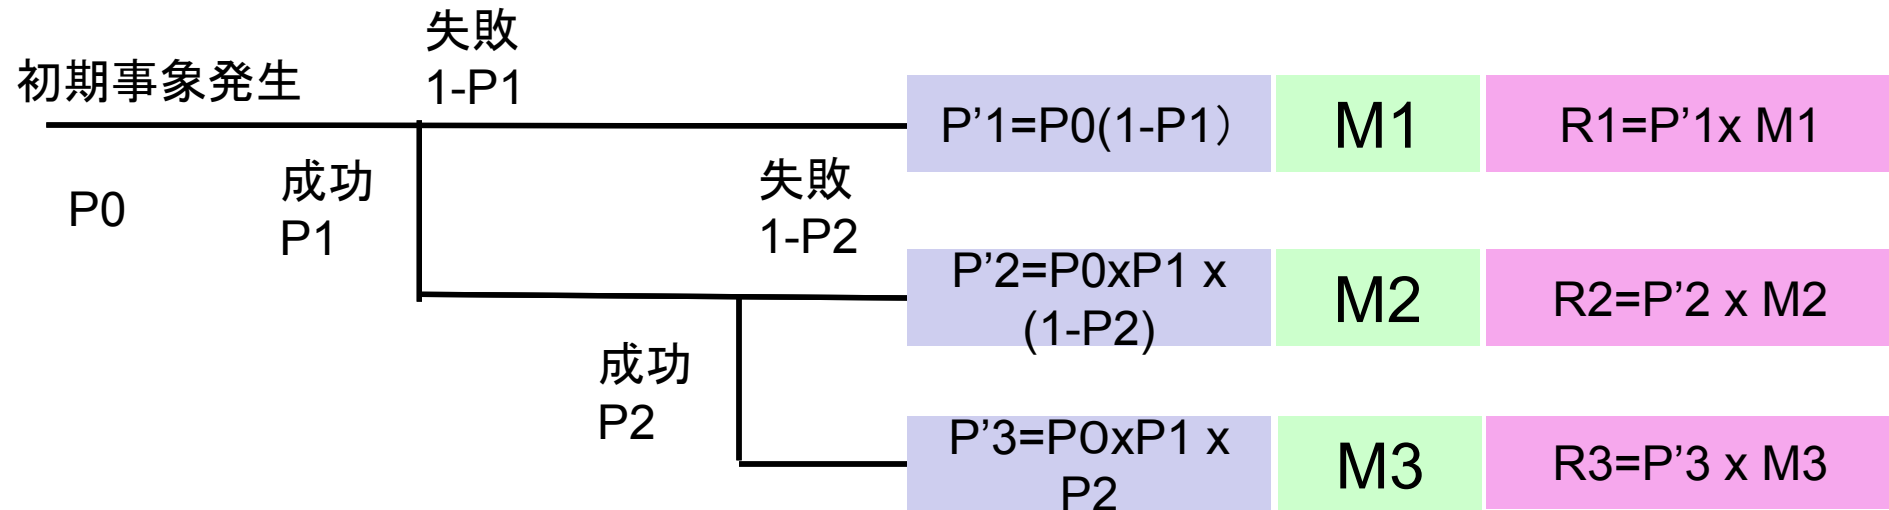 初期事象発生
P0
失敗
1-P1
成功
P1
失敗
1-P2
成功
P2
P’1=P0(1-P1）
M1
R1=P’1x M1
P’2=P0xP1 x
(1-P2)
M2
R2=P’2 x M2
P’3=P0xP1 x
P2
M3
R3=P’3 x M3